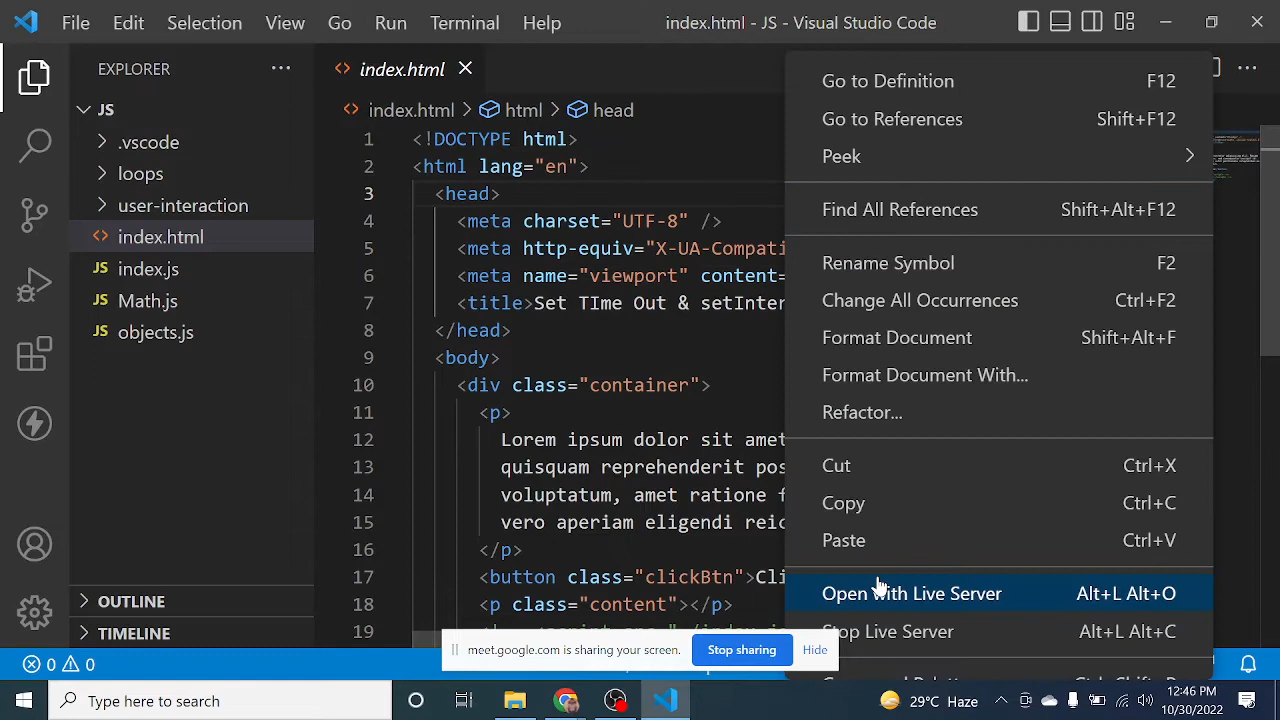 File Edit Selection View Go Run Terminal Help index.html - JS - Visual Studio Code
EXPLORER
JS
.vscode
loops
user-interaction
<> index.html
JS index.js
JS Math.js
JS objects.js
OUTLINE
TIMELINE
<> index.html
<> index.html > html > head
1 <!DOCTYPE html>
2 <html lang="en">
3 <head>
4 <meta charset="UTF-8" />
5 <meta http-equiv="X-UA-Compati
6 <meta name="viewport" content=
7 <title>Set TIme Out & setInter
8 </head>
9 <body>
10 <div class="container">
11 <p>
12 Lorem ipsum dolor sit amet
13 quisquam reprehenderit pos
14 voluptatum, amet ratione
15 vero aperiam eligendi reic
16 </p>
17 <button class="clickBtn">Cli
18 <p class="content"></p>
19
Go to Definition F12
Go to References Shift+F12
Peek
Find All References Shift+Alt+F12
Rename Symbol F2
Change All Occurrences Ctrl+F2
Format Document Shift+Alt+F
Format Document With...
Refactor...
Cut Ctrl+X
Copy Ctrl+C
Paste Ctrl+V
Open with Live Server Alt+L Alt+O
Stop Live Server Alt+L Alt+C
meet.google.com is sharing your screen. Stop sharing Hide
0 0
Type here to search
29°C Haze
12:46 PM
10/30/2022